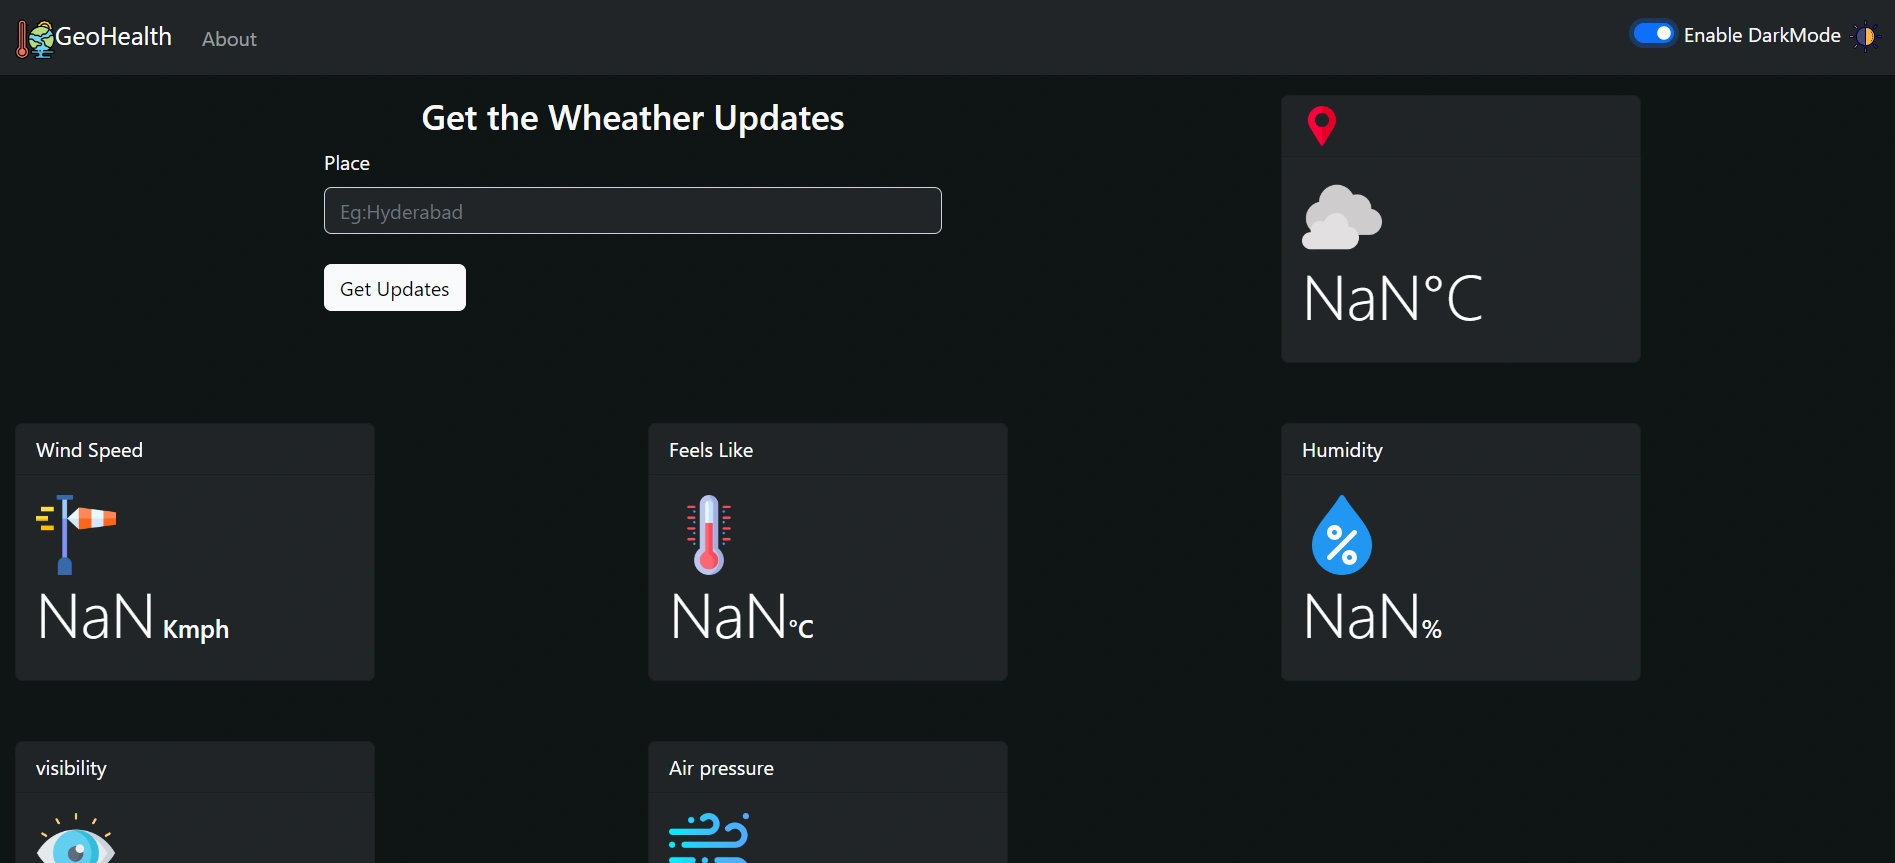 GeoHealth About Enable DarkMode
Get the Wheather Updates
Place
Eg:Hyderabad
Get Updates
NaN°C
Wind Speed
NaN Kmph
Feels Like
NaN°C
Humidity
NaN%
visibility
Air pressure